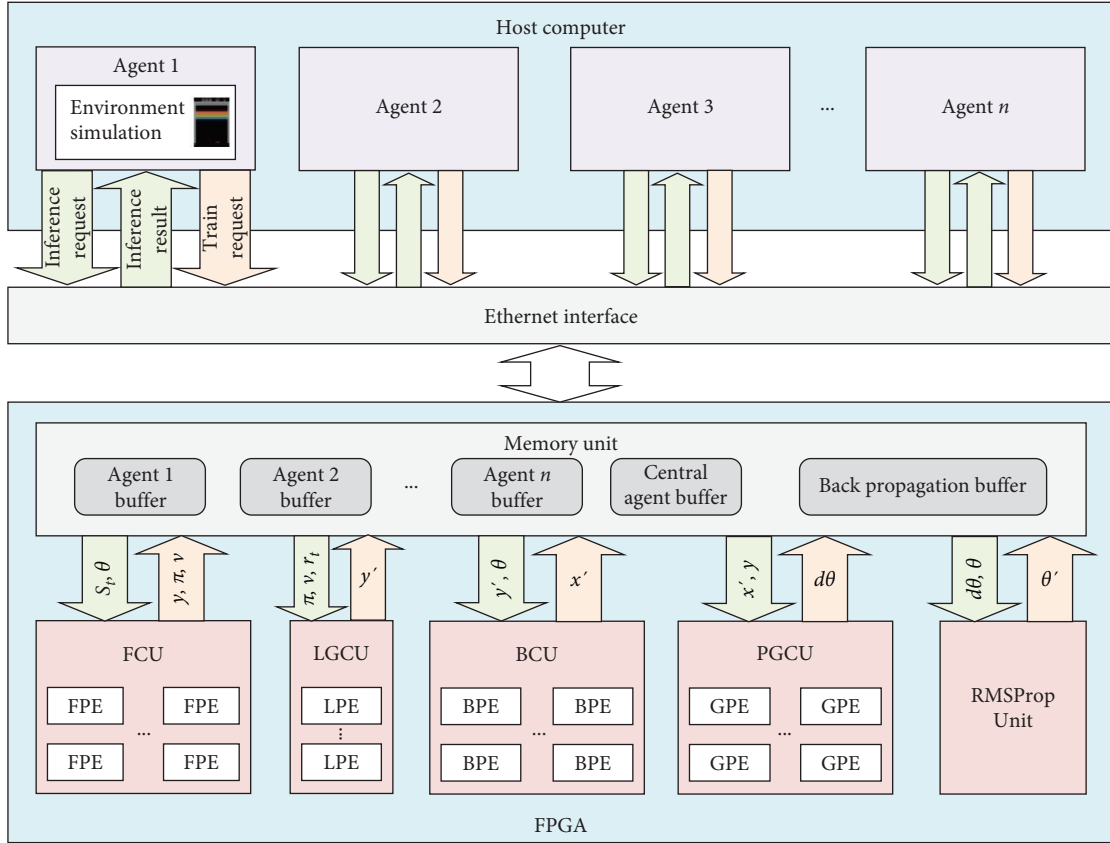 Host computer
Agent 1
Environment
simulation
Agent 2
Agent 3
...
Agent n
Inference
request
Inference
result
Train
request
Ethernet interface
Memory unit
Agent 1
buffer
Agent 2
buffer
...
Agent n
buffer
Central
agent buffer
Back propagation buffer
St, θ
y, π, v
π, v, rt
y′
y′, θ
x′
x′, y
dθ
dθ, θ
θ′
FCU
FPE
FPE
...
FPE
FPE
LGCU
LPE
...
LPE
BCU
BPE
BPE
...
BPE
BPE
PGCU
GPE
GPE
...
GPE
GPE
RMSProp
Unit
FPGA